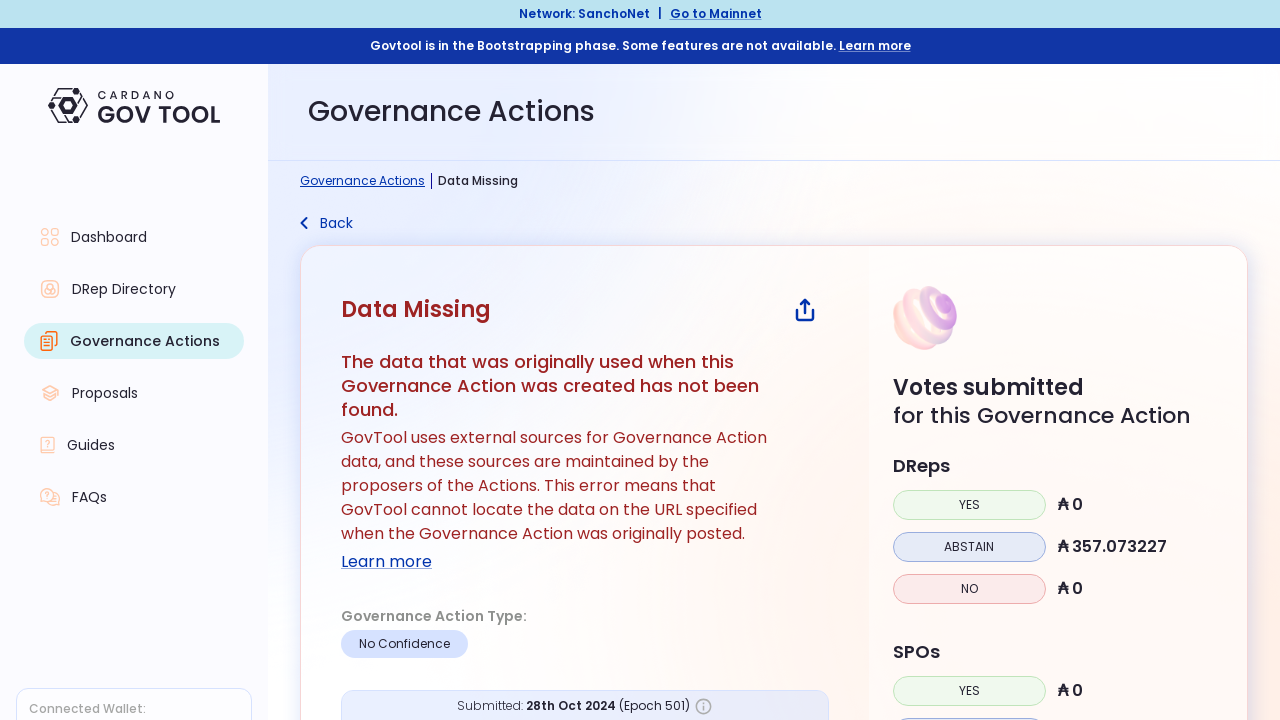 Network: SanchoNet | Go to Mainnet
Govtool is in the Bootstrapping phase. Some features are not available. Learn more
CARDANO
GOV TOOL
Dashboard
DRep Directory
Governance Actions
Proposals
Guides
FAQs
Connected Wallet:
Governance Actions
Governance Actions | Data Missing
Back
Data Missing
The data that was originally used when this
Governance Action was created has not been
found.
GovTool uses external sources for Governance Action
data, and these sources are maintained by the
proposers of the Actions. This error means that
GovTool cannot locate the data on the URL specified
when the Governance Action was originally posted.
Learn more
Governance Action Type:
No Confidence
Submitted: 28th Oct 2024 (Epoch 501)
Votes submitted
for this Governance Action
DReps
YES ₳ 0
ABSTAIN ₳ 357.073227
NO ₳ 0
SPOs
YES ₳ 0